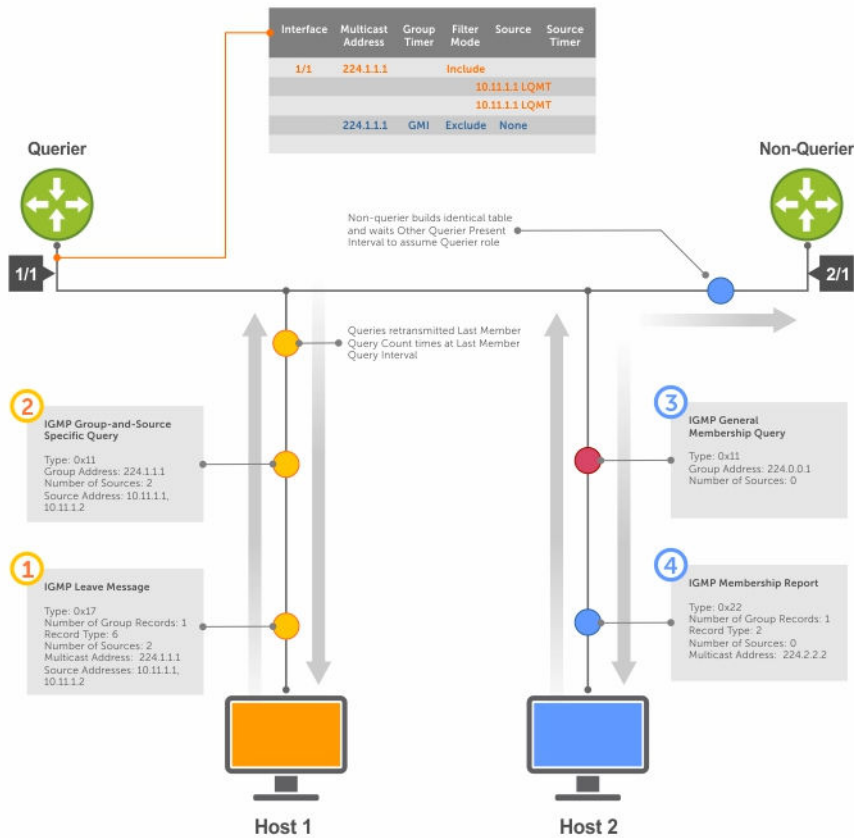 Interface Multicast Address Group Timer Filter Mode Source Source Timer
1/1 224.1.1.1 Include
10.11.1.1 LQMT
10.11.1.1 LQMT
224.1.1.1 GMI Exclude None
Querier
Non-Querier
1/1
2/1
Non-querier builds identical table
and waits Other Querier Present
Interval to assume Querier role
Queries retransmitted Last Member
Query Count times at Last Member
Query Interval
2
IGMP Group-and-Source
Specific Query
Type: 0x11
Group Address: 224.1.1.1
Number of Sources: 2
Source Address: 10.11.1.1,
10.11.1.2
3
IGMP General
Membership Query
Type: 0x11
Group Address: 224.0.0.1
Number of Sources: 0
1
IGMP Leave Message
Type: 0x17
Number of Group Records: 1
Record Type: 6
Number of Sources: 2
Multicast Address: 224.1.1.1
Source Addresses: 10.11.1.1,
10.11.1.2
4
IGMP Membership Report
Type: 0x22
Number of Group Records: 1
Record Type: 2
Number of Sources: 0
Multicast Address: 224.2.2.2
Host 1
Host 2